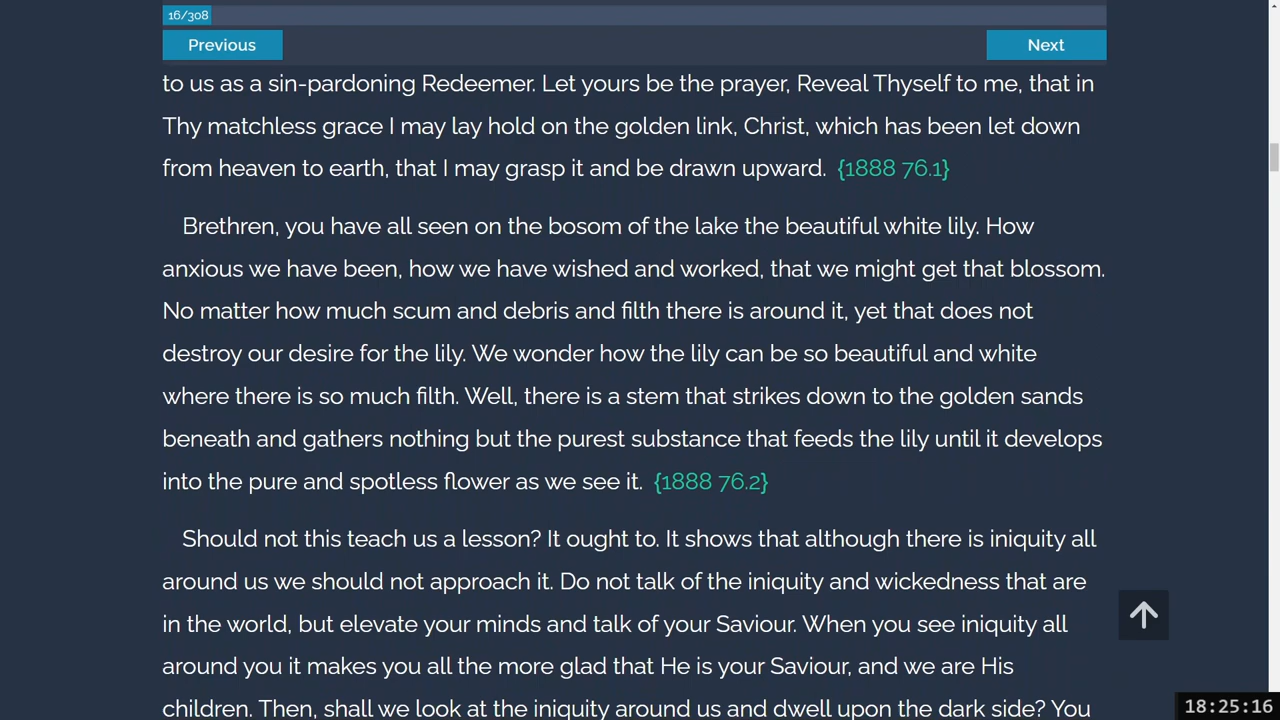 16/308
Previous
Next
to us as a sin-pardoning Redeemer. Let yours be the prayer, Reveal Thyself to me, that in
Thy matchless grace I may lay hold on the golden link, Christ, which has been let down
from heaven to earth, that I may grasp it and be drawn upward. {1888 76.1}
Brethren, you have all seen on the bosom of the lake the beautiful white lily. How
anxious we have been, how we have wished and worked, that we might get that blossom.
No matter how much scum and debris and filth there is around it, yet that does not
destroy our desire for the lily. We wonder how the lily can be so beautiful and white
where there is so much filth. Well, there is a stem that strikes down to the golden sands
beneath and gathers nothing but the purest substance that feeds the lily until it develops
into the pure and spotless flower as we see it. {1888 76.2}
Should not this teach us a lesson? It ought to. It shows that although there is iniquity all
around us we should not approach it. Do not talk of the iniquity and wickedness that are
in the world, but elevate your minds and talk of your Saviour. When you see iniquity all
around you it makes you all the more glad that He is your Saviour, and we are His
children. Then, shall we look at the iniquity around us and dwell upon the dark side? You
18:25:16